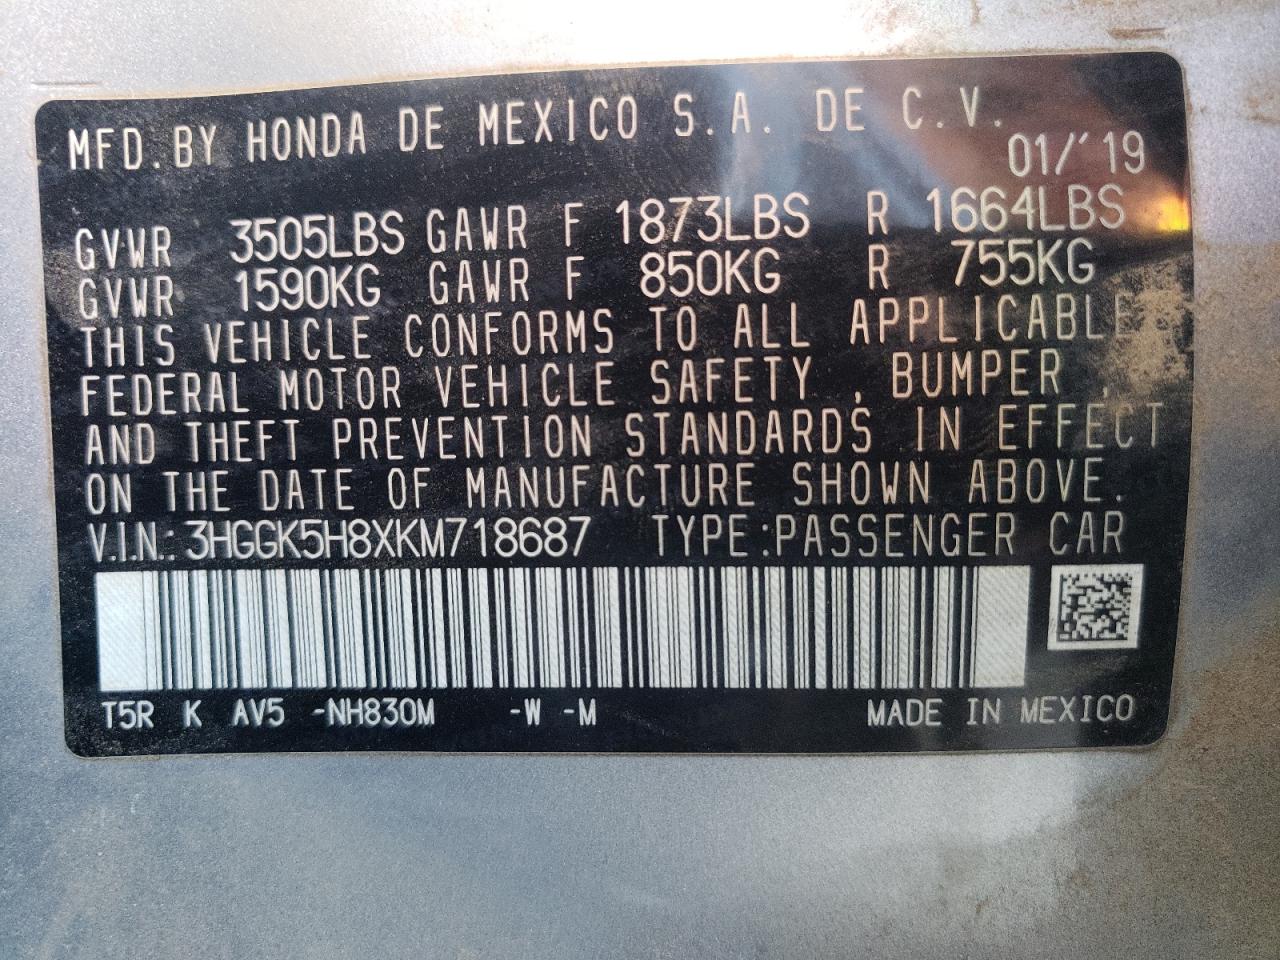 MFD. BY HONDA DE MEXICO S.A. DE C.V.
01/'19
GVWR 3505LBS GAWR F 1873LBS R 1664LBS
GVWR 1590KG GAWR F 850KG R 755KG
THIS VEHICLE CONFORMS TO ALL APPLICABLE
FEDERAL MOTOR VEHICLE SAFETY , BUMPER ,
AND THEFT PREVENTION STANDARDS IN EFFECT
ON THE DATE OF MANUFACTURE SHOWN ABOVE.
V.I.N.: 3HGGK5H8XKM718687 TYPE:PASSENGER CAR
T5R K AV5 -NH830M -W -M MADE IN MEXICO